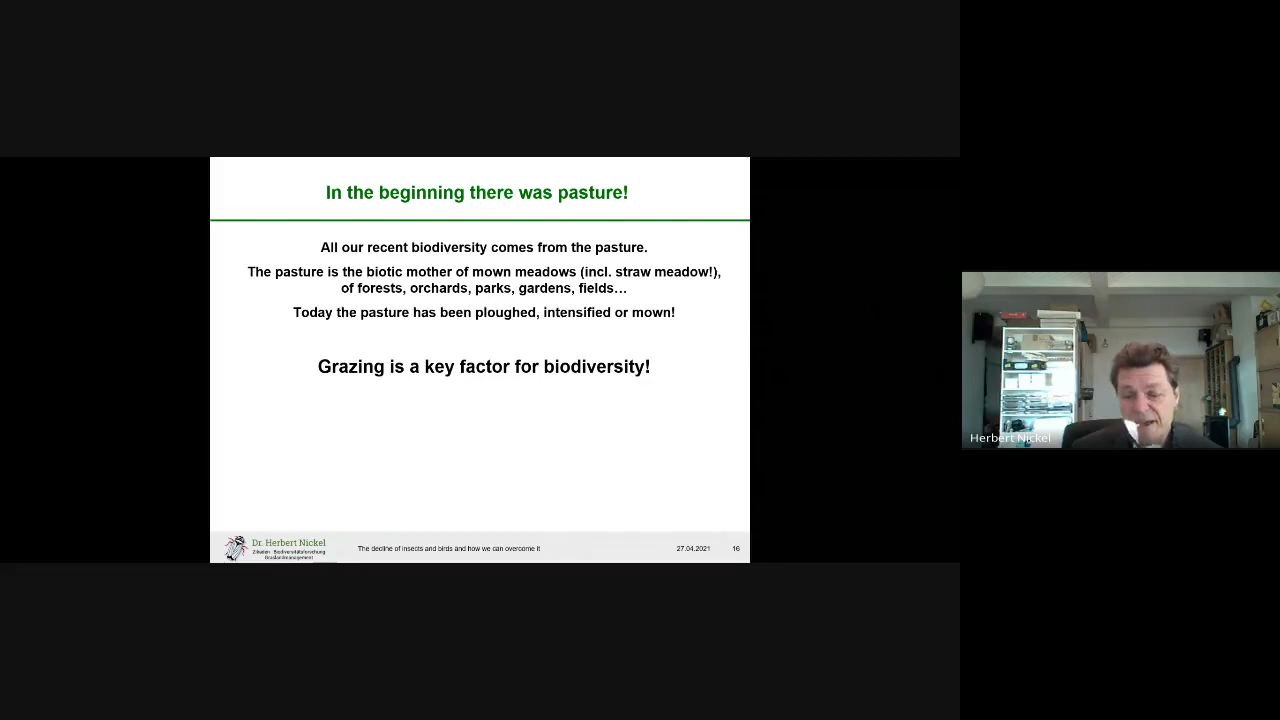 In the beginning there was pasture!
All our recent biodiversity comes from the pasture.
The pasture is the biotic mother of mown meadows (incl. straw meadow!),
of forests, orchards, parks, gardens, fields…
Today the pasture has been ploughed, intensified or mown!
Grazing is a key factor for biodiversity!
Dr. Herbert Nickel
Zikaden · Biodiversitätsforschung
Graslandmanagement
The decline of insects and birds and how we can overcome it
27.04.2021
16
Herbert Nickel